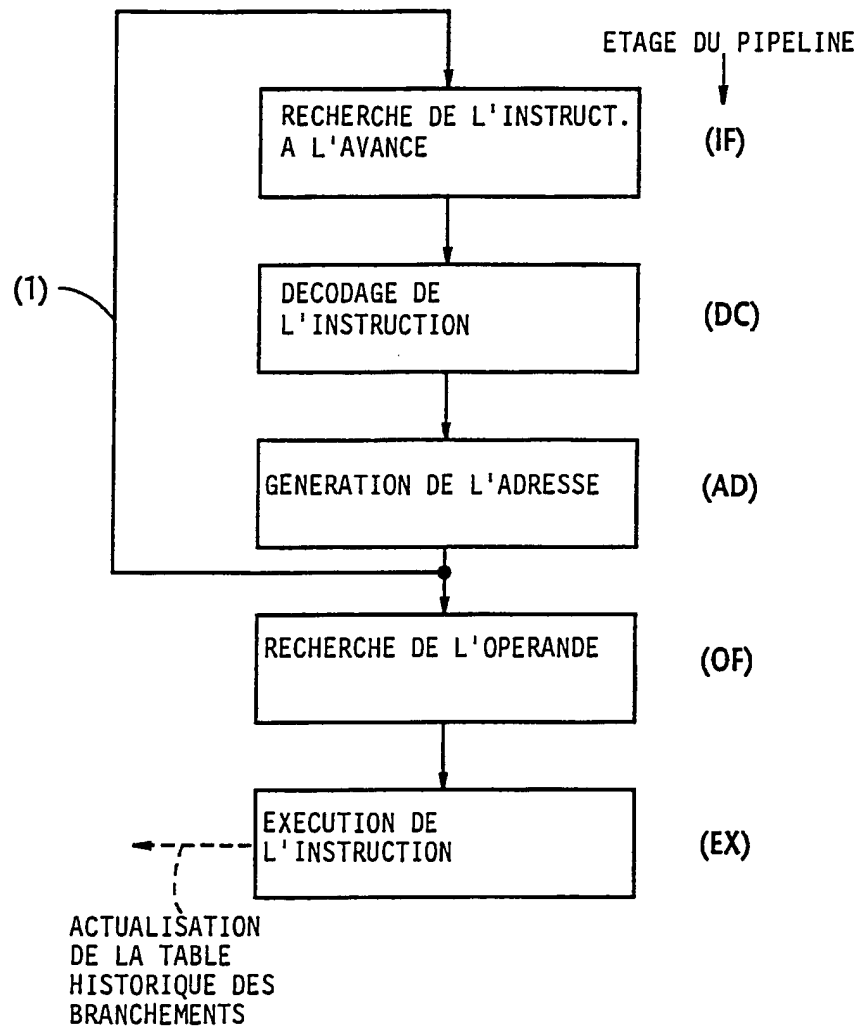 ETAGE DU PIPELINE
RECHERCHE DE L'INSTRUCT.
A L'AVANCE
(IF)
(1)
DECODAGE DE
L'INSTRUCTION
(DC)
GENERATION DE L'ADRESSE
(AD)
RECHERCHE DE L'OPERANDE
(OF)
EXECUTION DE
L'INSTRUCTION
(EX)
ACTUALISATION
DE LA TABLE
HISTORIQUE DES
BRANCHEMENTS